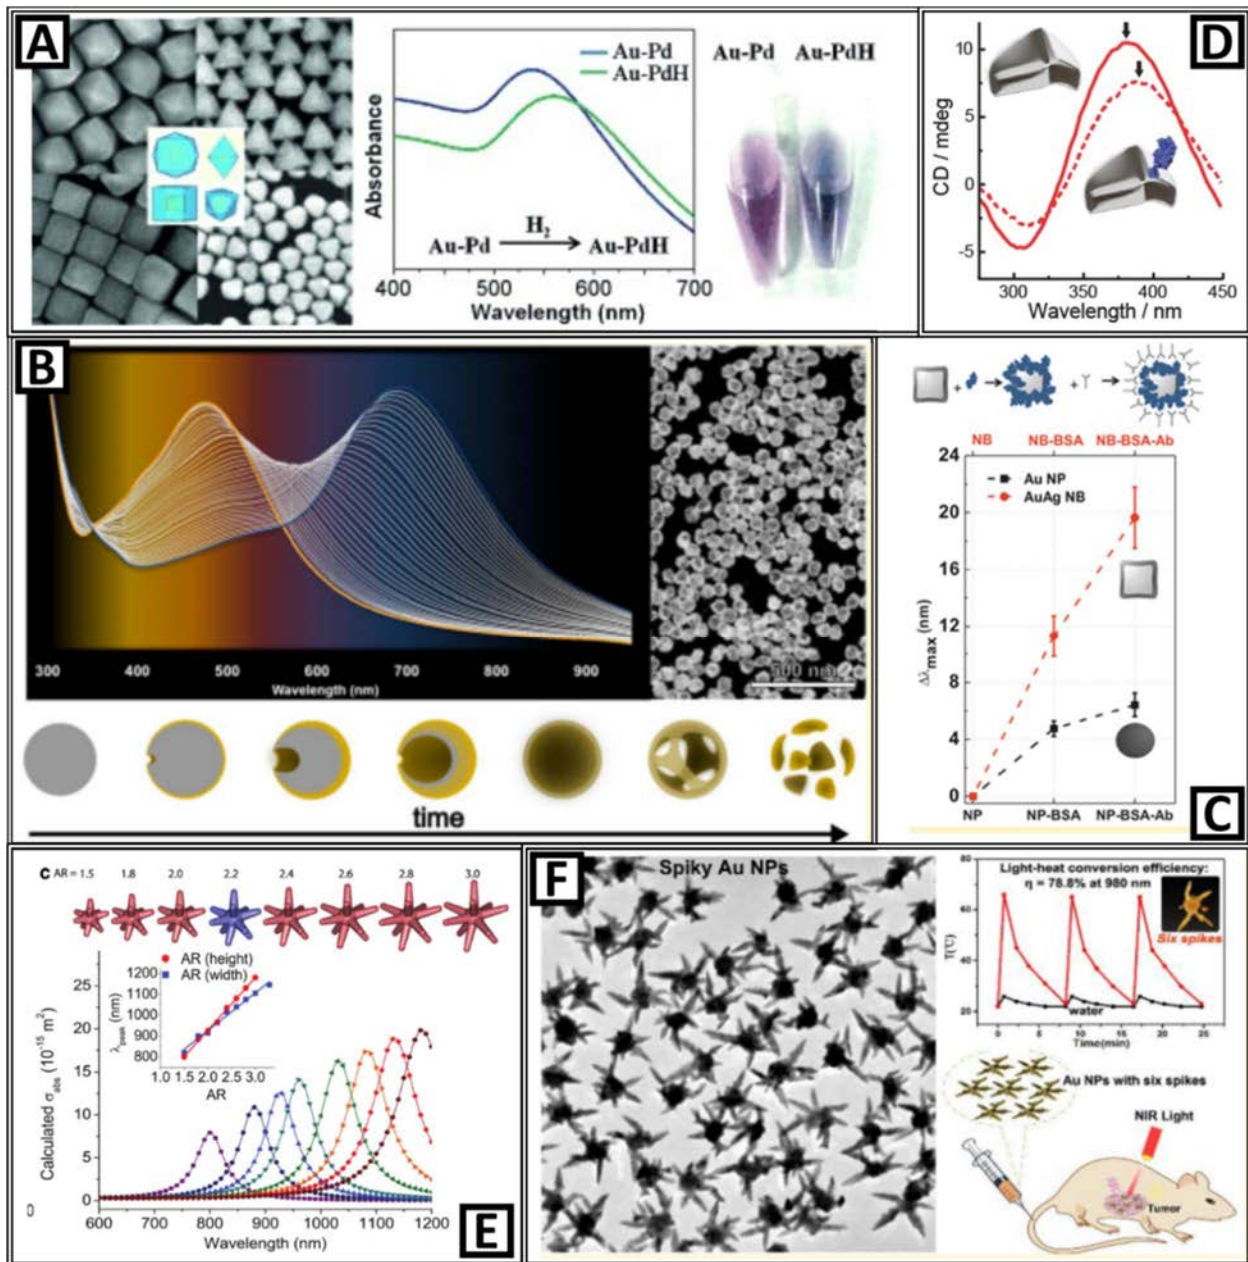 A
Absorbance
Au-Pd
Au-PdH
Au-Pd
H2
Au-PdH
400
500
600
700
Wavelength (nm)
Au-Pd
Au-PdH
D
CD / mdeg
10
5
0
-5
300
350
400
450
Wavelength / nm
B
300
400
500
600
700
800
900
Wavelength (nm)
500 nm
time
NB
NB-BSA
NB-BSA-Ab
+
+ Y
Δλmax (nm)
24
20
16
12
8
4
0
Au NP
AuAg NB
NP
NP-BSA
NP-BSA-Ab
C
c AR = 1.5
1.8
2.0
2.2
2.4
2.6
2.8
3.0
Calculated σabs (10-15 m2)
25
20
15
10
5
0
0
AR (height)
AR (width)
λpeak (nm)
1200
1100
1000
900
800
1.0
1.5
2.0
2.5
3.0
AR
600
700
800
900
1000
1100
1200
Wavelength (nm)
E
F
Spiky Au NPs
80
60
40
20
T(℃)
Light-heat conversion efficiency:
η = 78.8% at 980 nm
Six spikes
water
0
5
10
15
20
25
Time(min)
Au NPs with six spikes
NIR Light
Tumor